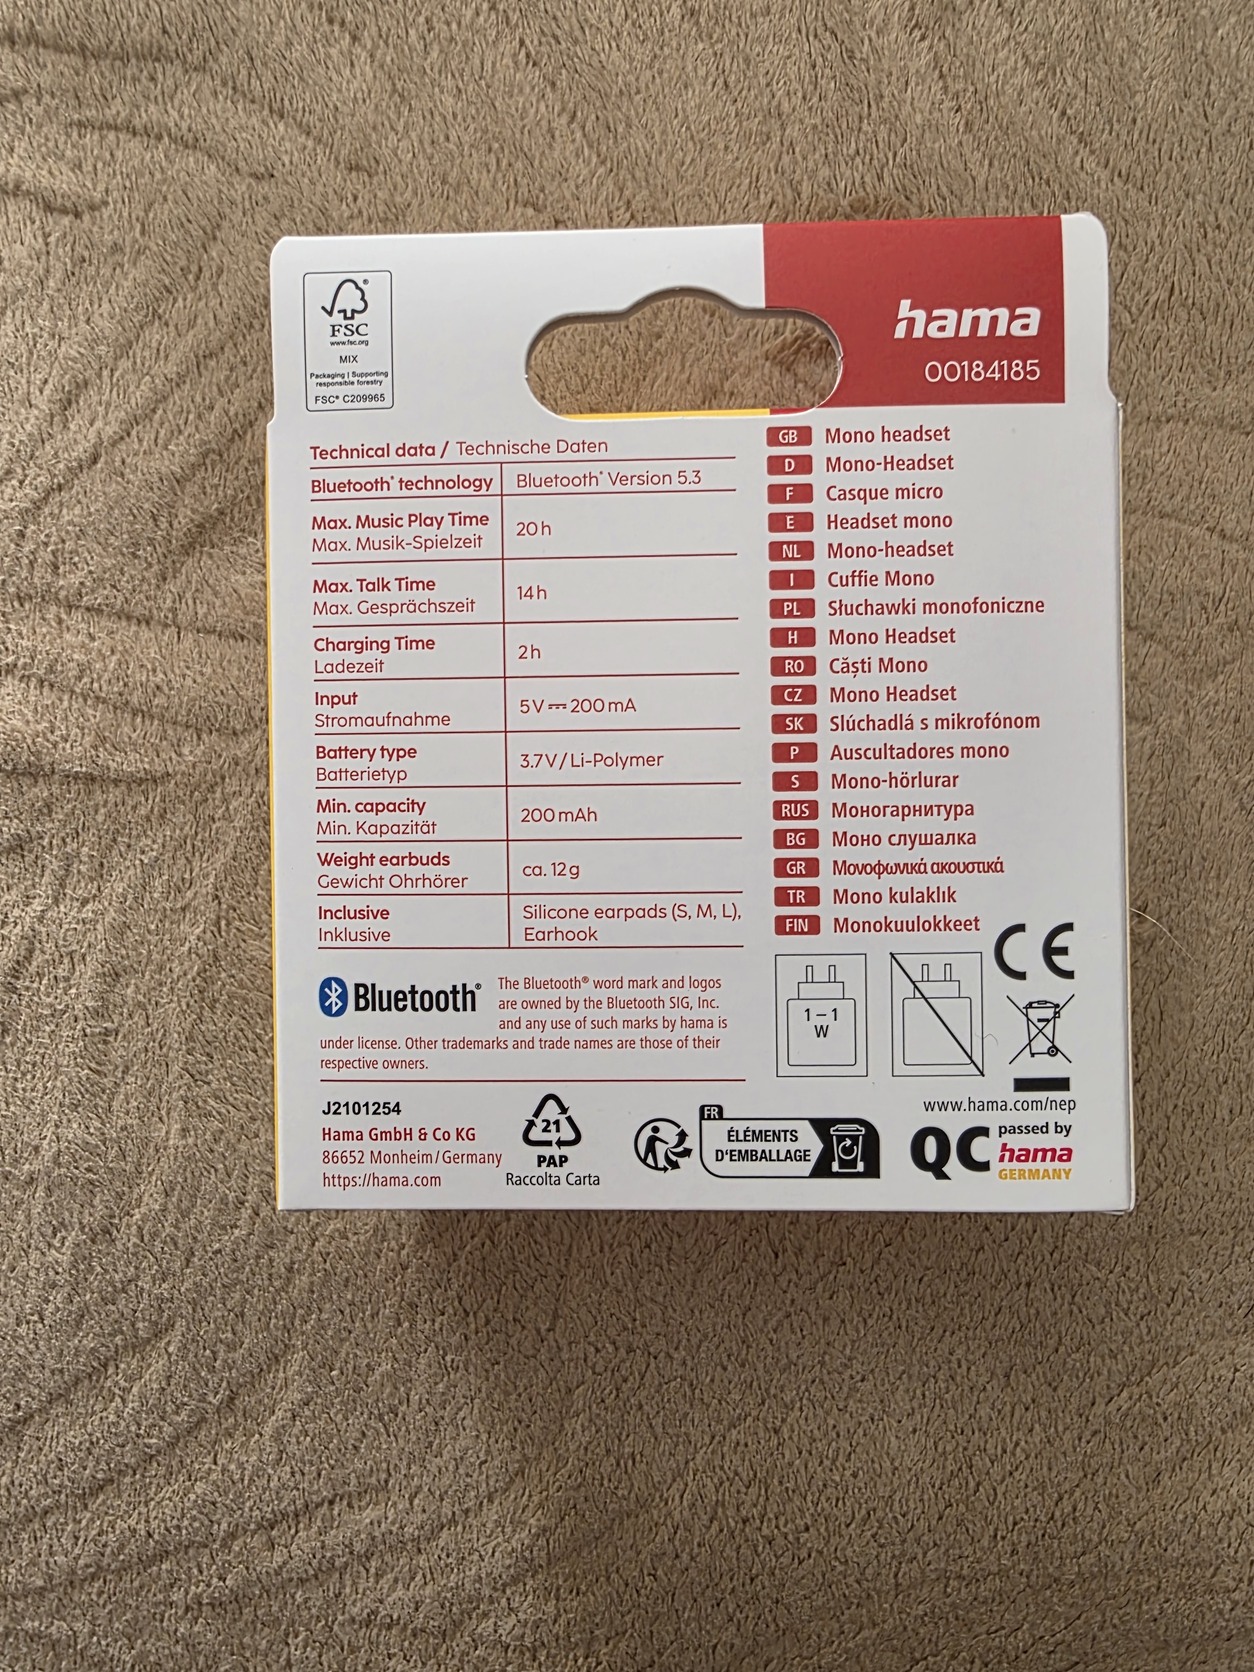 FSC®
www.fsc.org
MIX
Packaging | Supporting
responsible forestry
FSC® C209965
hama
00184185
Technical data / Technische Daten
Bluetooth® technology Bluetooth® Version 5.3
Max. Music Play Time
Max. Musik-Spielzeit
20 h
Max. Talk Time
Max. Gesprächszeit
14 h
Charging Time
Ladezeit
2 h
Input
Stromaufnahme
5 V ⎓ 200 mA
Battery type
Batterietyp
3.7 V / Li-Polymer
Min. capacity
Min. Kapazität
200 mAh
Weight earbuds
Gewicht Ohrhörer
ca. 12 g
Inclusive
Inklusive
Silicone earpads (S, M, L),
Earhook
GB Mono headset
D Mono-Headset
F Casque micro
E Headset mono
NL Mono-headset
I Cuffie Mono
PL Słuchawki monofoniczne
H Mono Headset
RO Căști Mono
CZ Mono Headset
SK Slúchadlá s mikrofónom
P Auscultadores mono
S Mono-hörlurar
RUS Моногарнитура
BG Моно слушалка
GR Μονοφωνικά ακουστικά
TR Mono kulaklık
FIN Monokuulokkeet
CE
1 – 1
W
Bluetooth®
The Bluetooth® word mark and logos
are owned by the Bluetooth SIG, Inc.
and any use of such marks by hama is
under license. Other trademarks and trade names are those of their
respective owners.
www.hama.com/nep
J2101254
Hama GmbH & Co KG
86652 Monheim/Germany
https://hama.com
21
PAP
Raccolta Carta
FR
ÉLÉMENTS
D'EMBALLAGE
QC passed by
hama
GERMANY